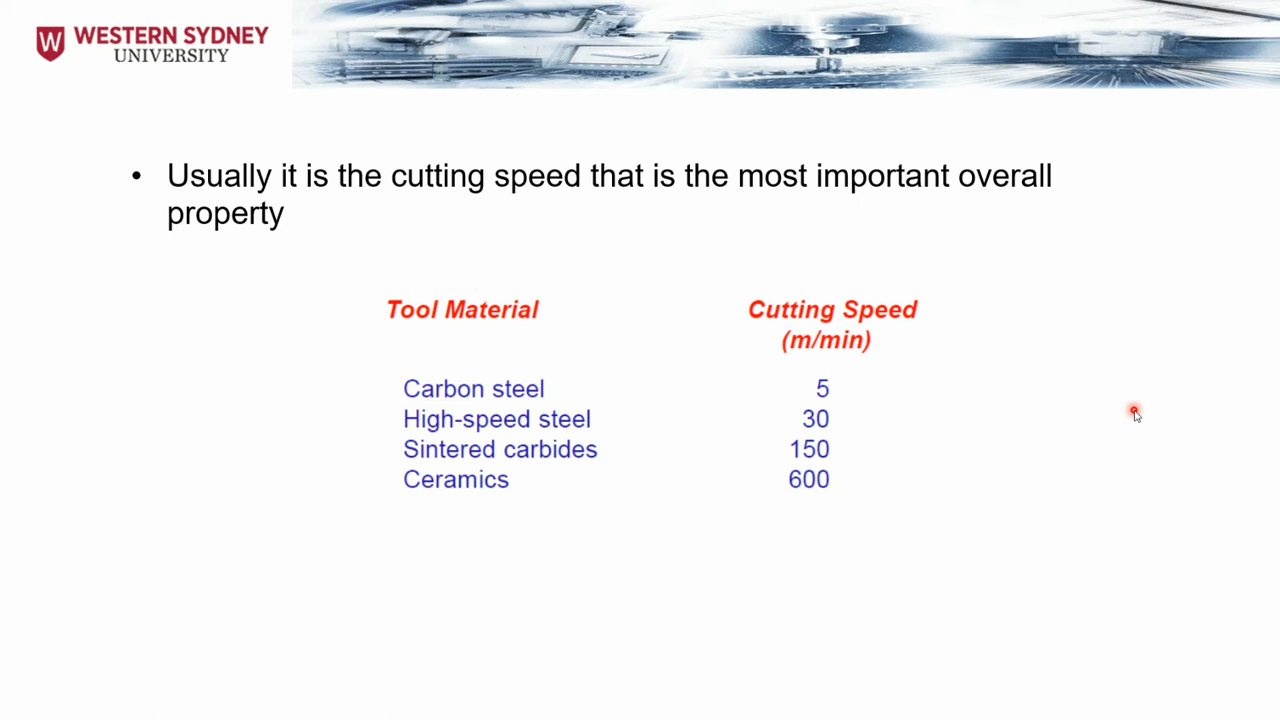 WESTERN SYDNEY
UNIVERSITY
W
• Usually it is the cutting speed that is the most important overall
property
Tool Material Cutting Speed
(m/min)
Carbon steel 5
High-speed steel 30
Sintered carbides 150
Ceramics 600